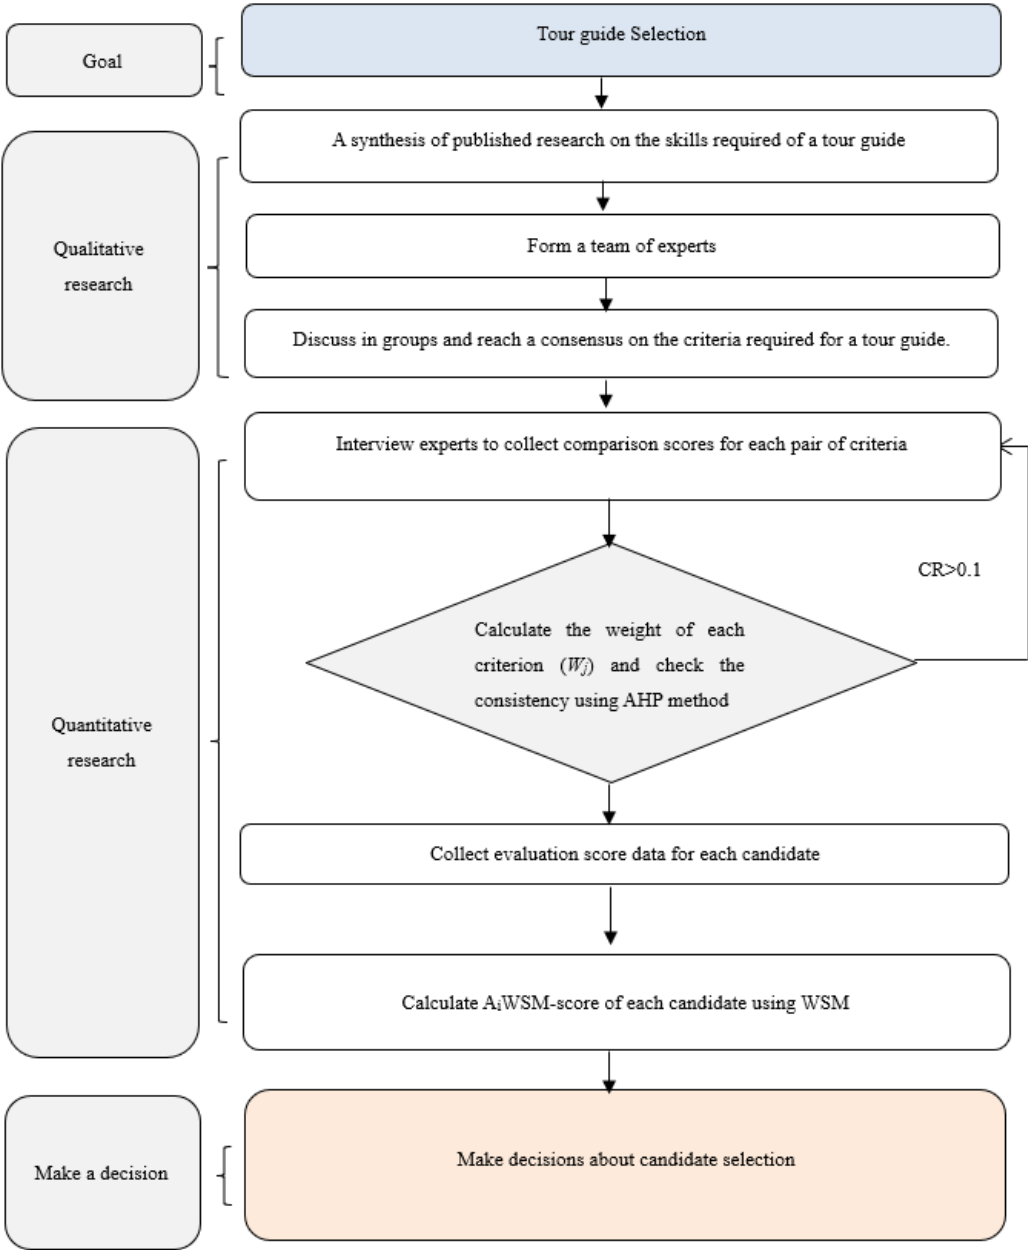 Goal
Tour guide Selection
Qualitative
research
A synthesis of published research on the skills required of a tour guide
Form a team of experts
Discuss in groups and reach a consensus on the criteria required for a tour guide.
Quantitative
research
Interview experts to collect comparison scores for each pair of criteria
CR>0.1
Calculate the weight of each
criterion (Wj) and check the
consistency using AHP method
Collect evaluation score data for each candidate
Calculate AiWSM-score of each candidate using WSM
Make a decision
Make decisions about candidate selection